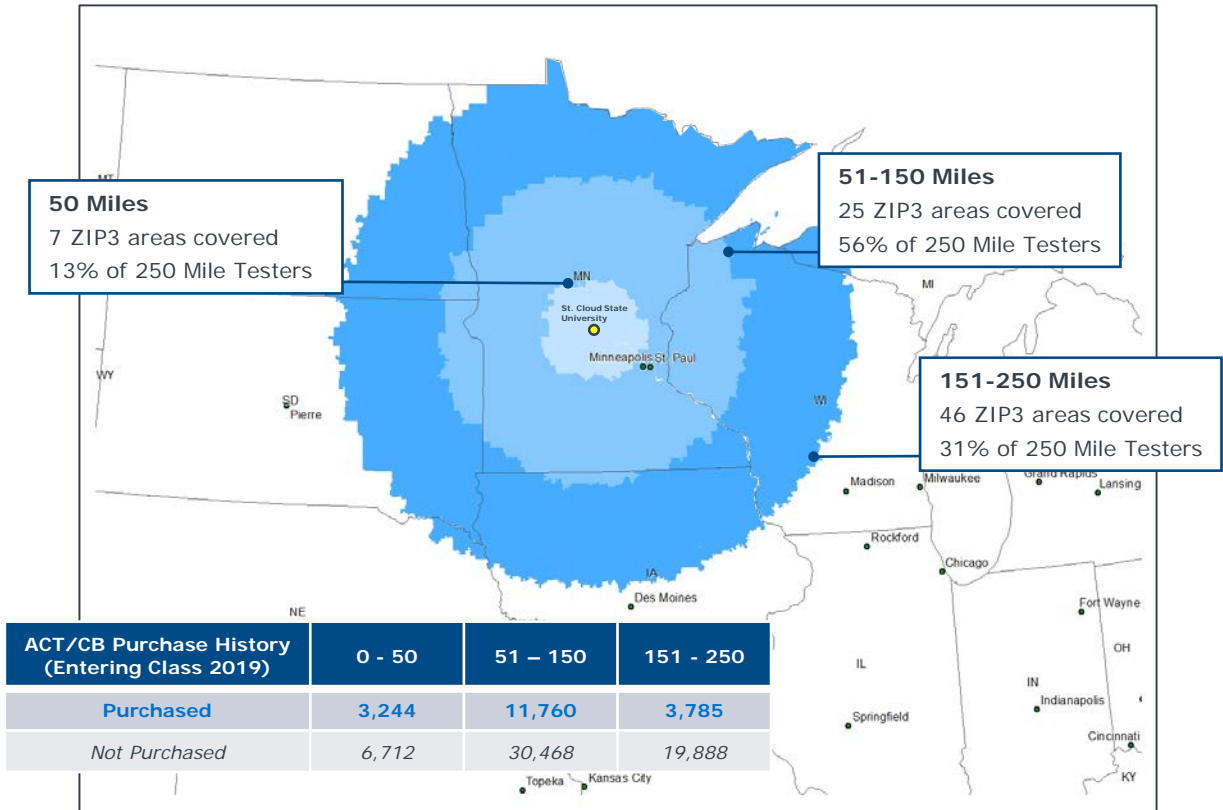 MT
50 Miles
7 ZIP3 areas covered
13% of 250 Mile Testers
51-150 Miles
25 ZIP3 areas covered
56% of 250 Mile Testers
MN
St. Cloud State
University
MI
Minneapolis St. Paul
WY
SD
Pierre
WI
151-250 Miles
46 ZIP3 areas covered
31% of 250 Mile Testers
Madison
Milwaukee
Grand Rapids
Lansing
Rockford
Chicago
IA
Des Moines
Fort Wayne
NE
OH
IL
IN
Indianapolis
Springfield
Cincinnati
KY
ACT/CB Purchase History
(Entering Class 2019)
0 - 50
51 – 150
151 - 250
Purchased
3,244
11,760
3,785
Not Purchased
6,712
30,468
19,888
Topeka
Kansas City